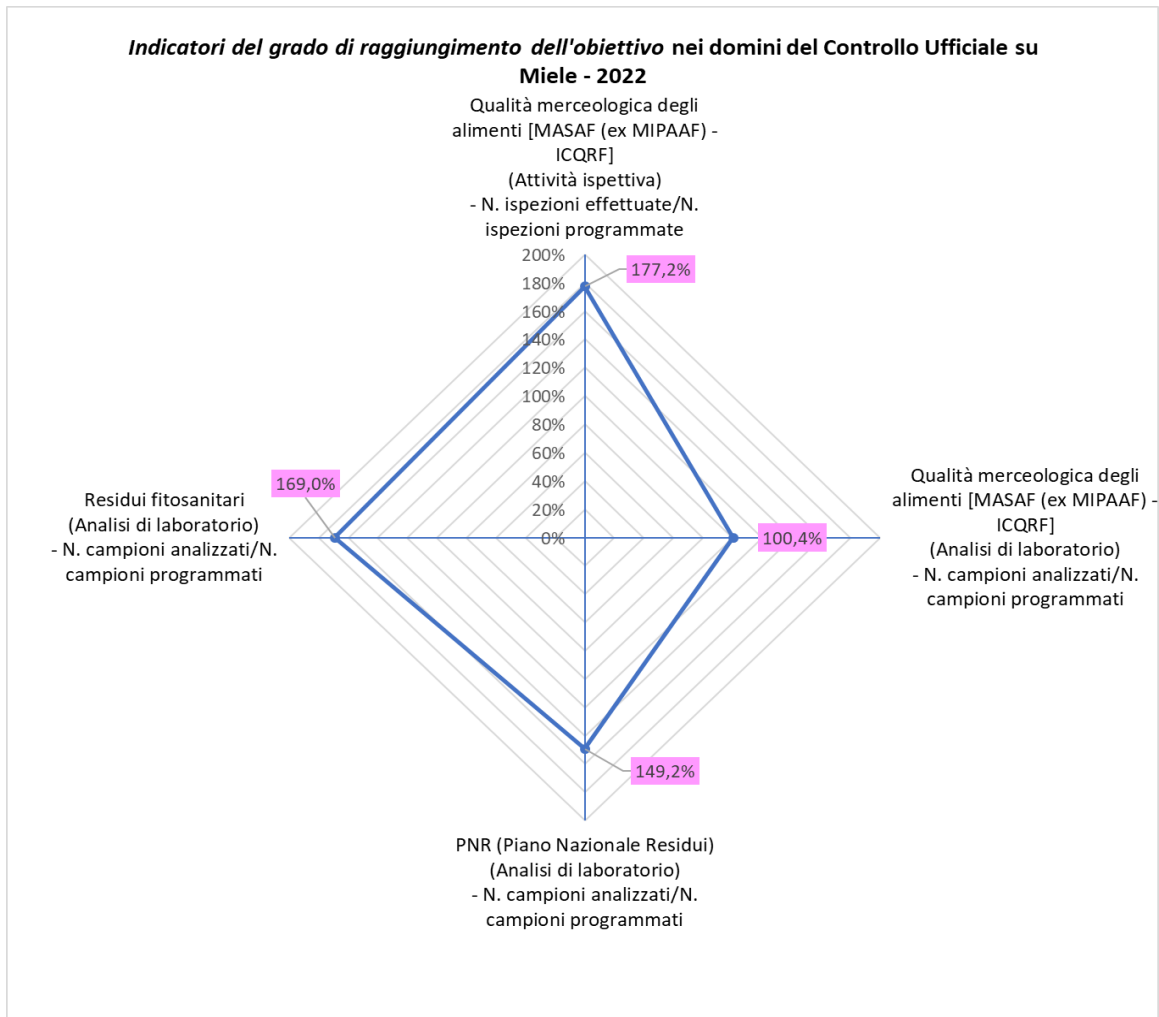 Indicatori del grado di raggiungimento dell'obiettivo nei domini del Controllo Ufficiale su
Miele - 2022
Qualità merceologica degli
alimenti [MASAF (ex MIPAAF) -
ICQRF]
(Attività ispettiva)
- N. ispezioni effettuate/N.
ispezioni programmate
200%
180%
160%
140%
120%
100%
80%
60%
40%
20%
0%
177,2%
Qualità merceologica degli
alimenti [MASAF (ex MIPAAF) -
ICQRF]
(Analisi di laboratorio)
- N. campioni analizzati/N.
campioni programmati
100,4%
149,2%
PNR (Piano Nazionale Residui)
(Analisi di laboratorio)
- N. campioni analizzati/N.
campioni programmati
169,0%
Residui fitosanitari
(Analisi di laboratorio)
- N. campioni analizzati/N.
campioni programmati